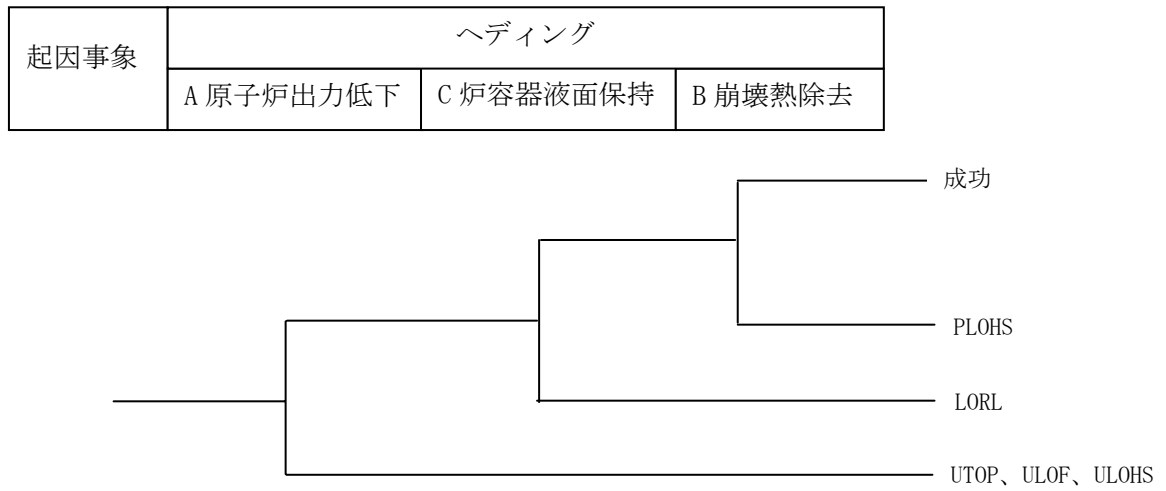 起因事象
ヘディング
A 原子炉出力低下
C 炉容器液面保持
B 崩壊熱除去
成功
PLOHS
LORL
UTOP、ULOF、ULOHS